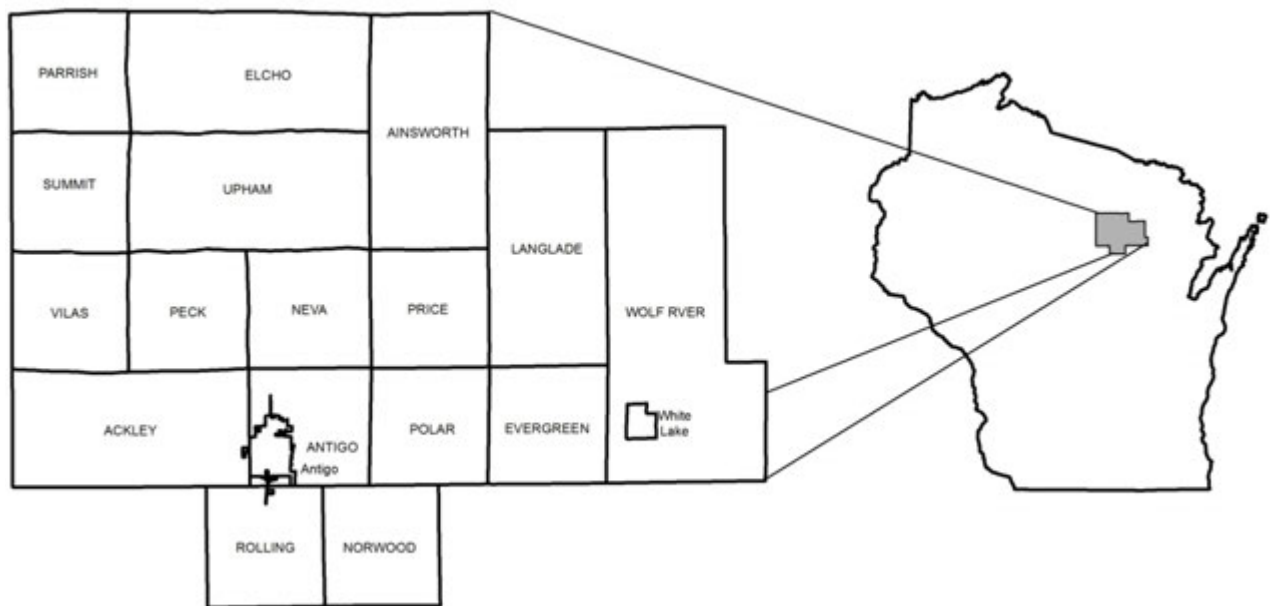 PARRISH
ELCHO
AINSWORTH
SUMMIT
UPHAM
LANGLADE
VILAS
PECK
NEVA
PRICE
WOLF RVER
ACKLEY
ANTIGO
Antigo
POLAR
EVERGREEN
White
Lake
ROLLING
NORWOOD